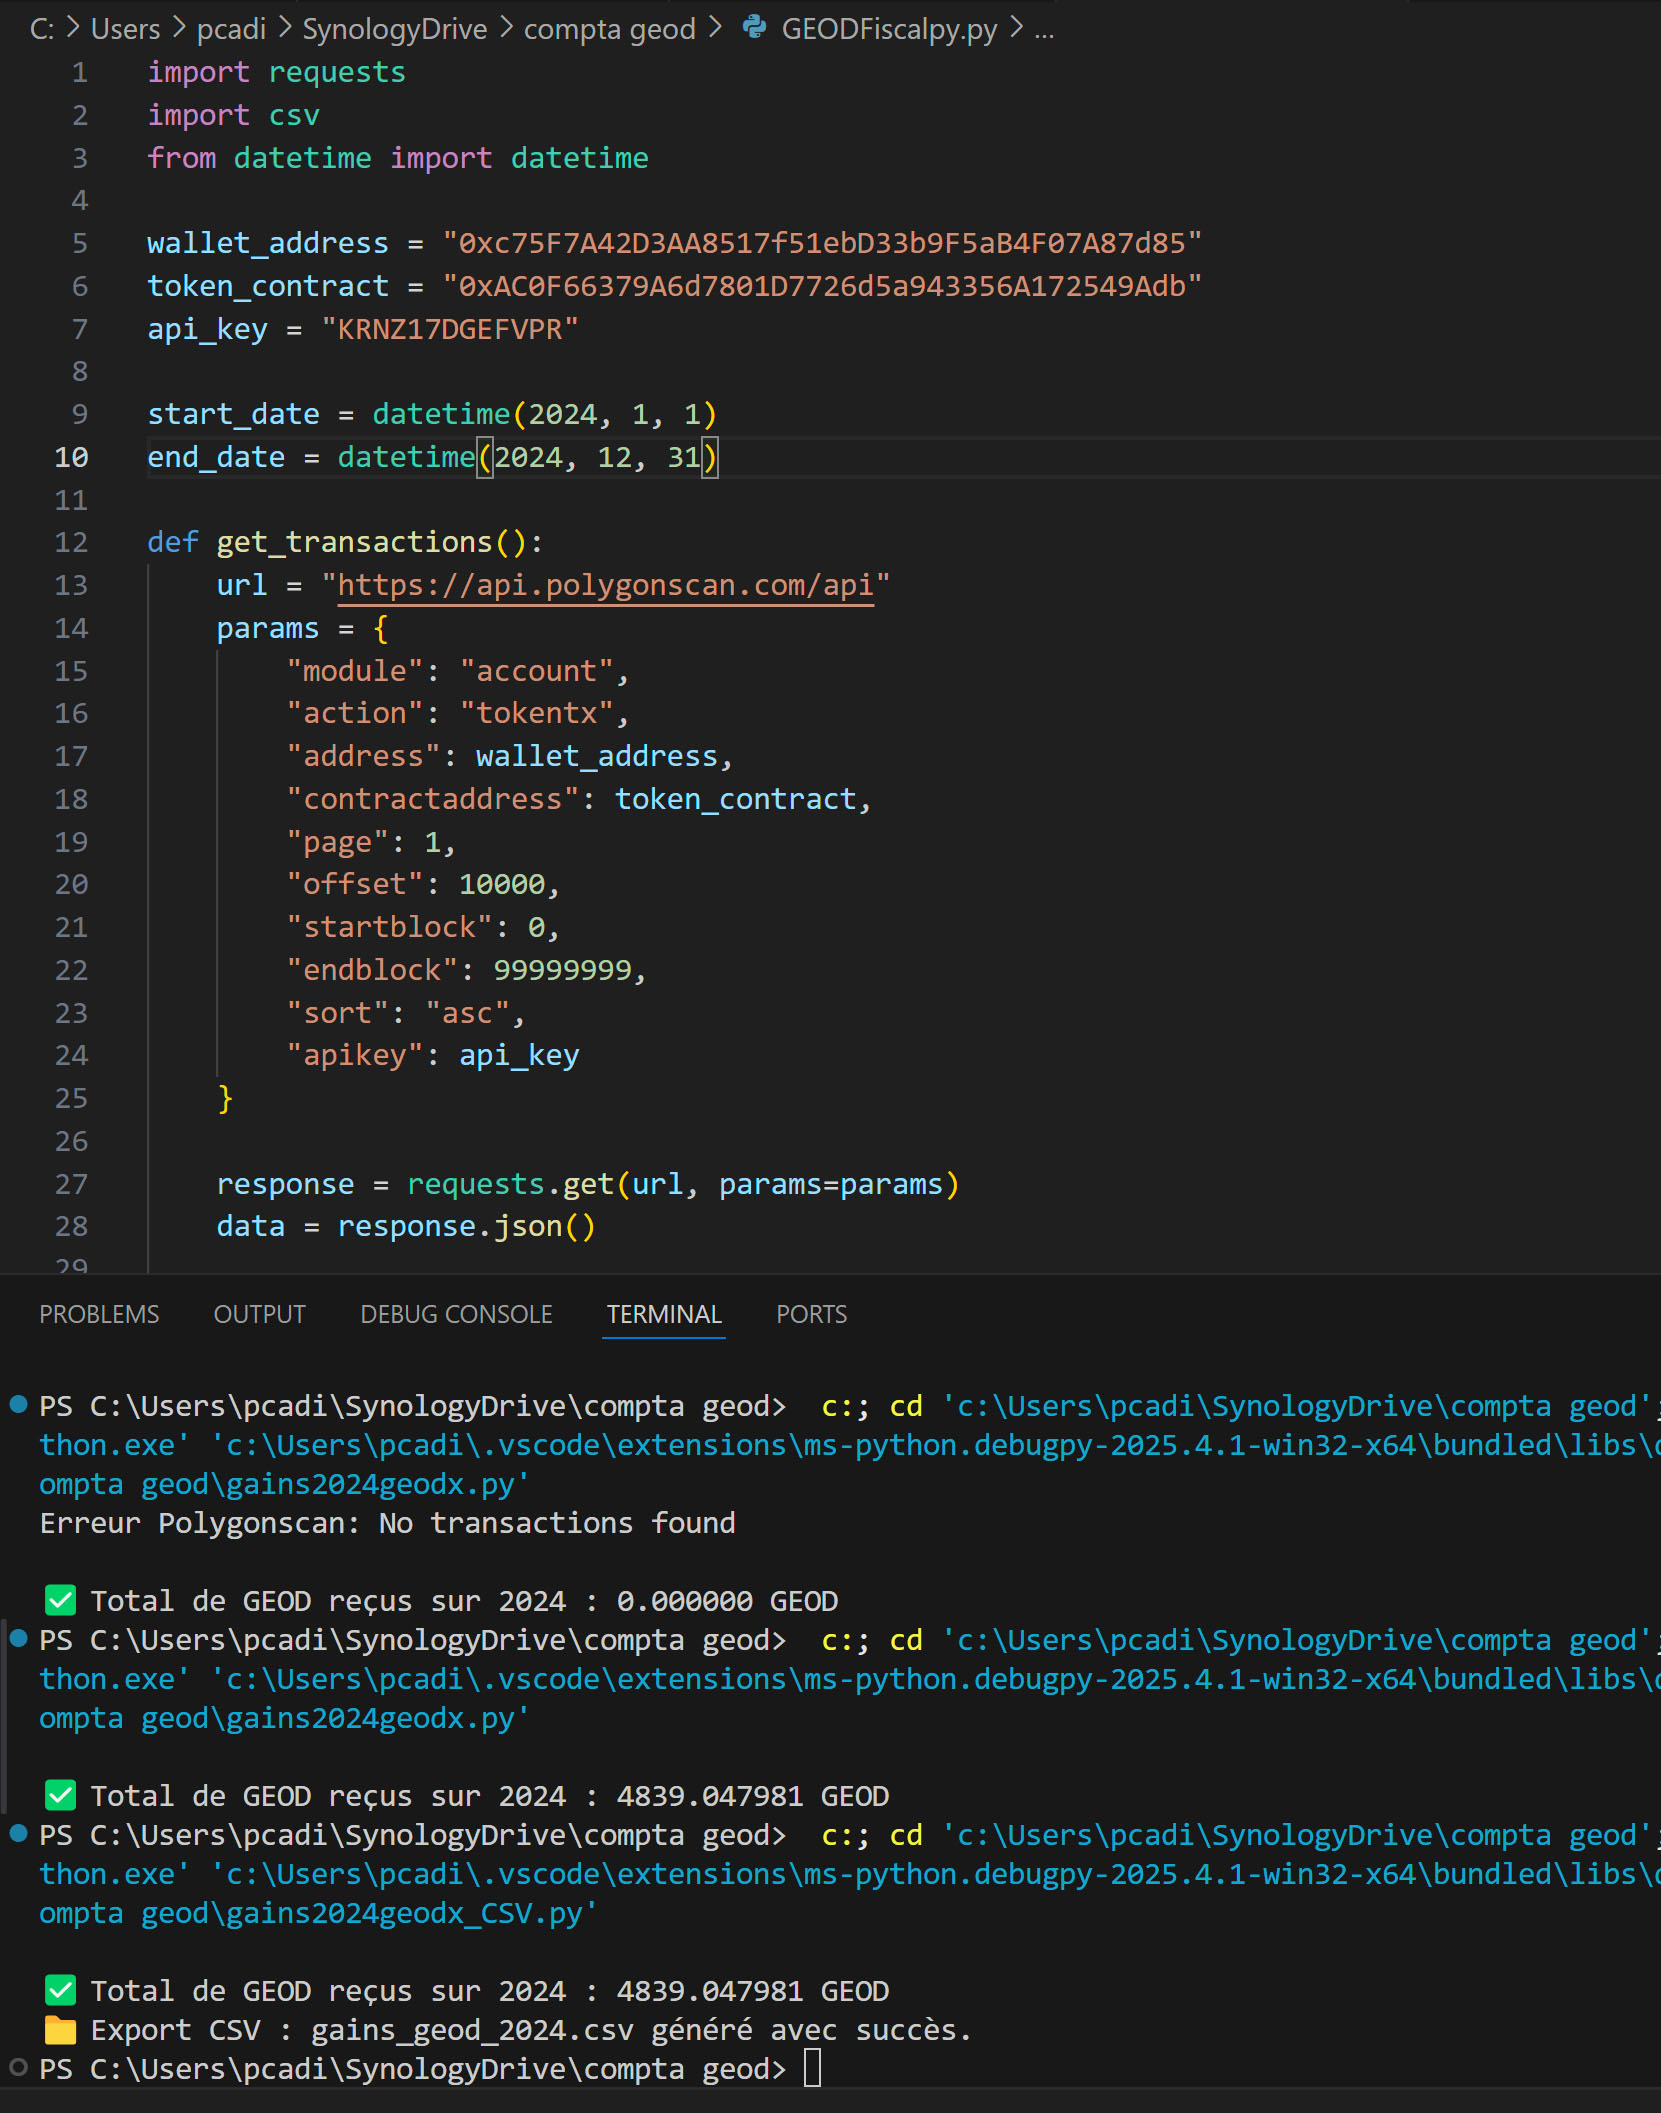 C: > Users > pcadi > SynologyDrive > compta geod > GEODFiscalpy.py > ...
1 import requests
2 import csv
3 from datetime import datetime
4
5 wallet_address = "0xc75F7A42D3AA8517f51ebD33b9F5aB4F07A87d85"
6 token_contract = "0xAC0F66379A6d7801D7726d5a943356A172549Adb"
7 api_key = "KRNZ17DGEFVPR"
8
9 start_date = datetime(2024, 1, 1)
10 end_date = datetime(2024, 12, 31)
11
12 def get_transactions():
13     url = "https://api.polygonscan.com/api"
14     params = {
15         "module": "account",
16         "action": "tokentx",
17         "address": wallet_address,
18         "contractaddress": token_contract,
19         "page": 1,
20         "offset": 10000,
21         "startblock": 0,
22         "endblock": 99999999,
23         "sort": "asc",
24         "apikey": api_key
25     }
26
27     response = requests.get(url, params=params)
28     data = response.json()
29
PROBLEMS OUTPUT DEBUG CONSOLE TERMINAL PORTS
PS C:\Users\pcadi\SynologyDrive\compta geod>  c:; cd 'c:\Users\pcadi\SynologyDrive\compta geod';
thon.exe' 'c:\Users\pcadi\.vscode\extensions\ms-python.debugpy-2025.4.1-win32-x64\bundled\libs\
ompta geod\gains2024geodx.py'
Erreur Polygonscan: No transactions found
✅ Total de GEOD reçus sur 2024 : 0.000000 GEOD
PS C:\Users\pcadi\SynologyDrive\compta geod>  c:; cd 'c:\Users\pcadi\SynologyDrive\compta geod';
thon.exe' 'c:\Users\pcadi\.vscode\extensions\ms-python.debugpy-2025.4.1-win32-x64\bundled\libs\
ompta geod\gains2024geodx.py'
✅ Total de GEOD reçus sur 2024 : 4839.047981 GEOD
PS C:\Users\pcadi\SynologyDrive\compta geod>  c:; cd 'c:\Users\pcadi\SynologyDrive\compta geod';
thon.exe' 'c:\Users\pcadi\.vscode\extensions\ms-python.debugpy-2025.4.1-win32-x64\bundled\libs\
ompta geod\gains2024geodx_CSV.py'
✅ Total de GEOD reçus sur 2024 : 4839.047981 GEOD
📁 Export CSV : gains_geod_2024.csv généré avec succès.
PS C:\Users\pcadi\SynologyDrive\compta geod>